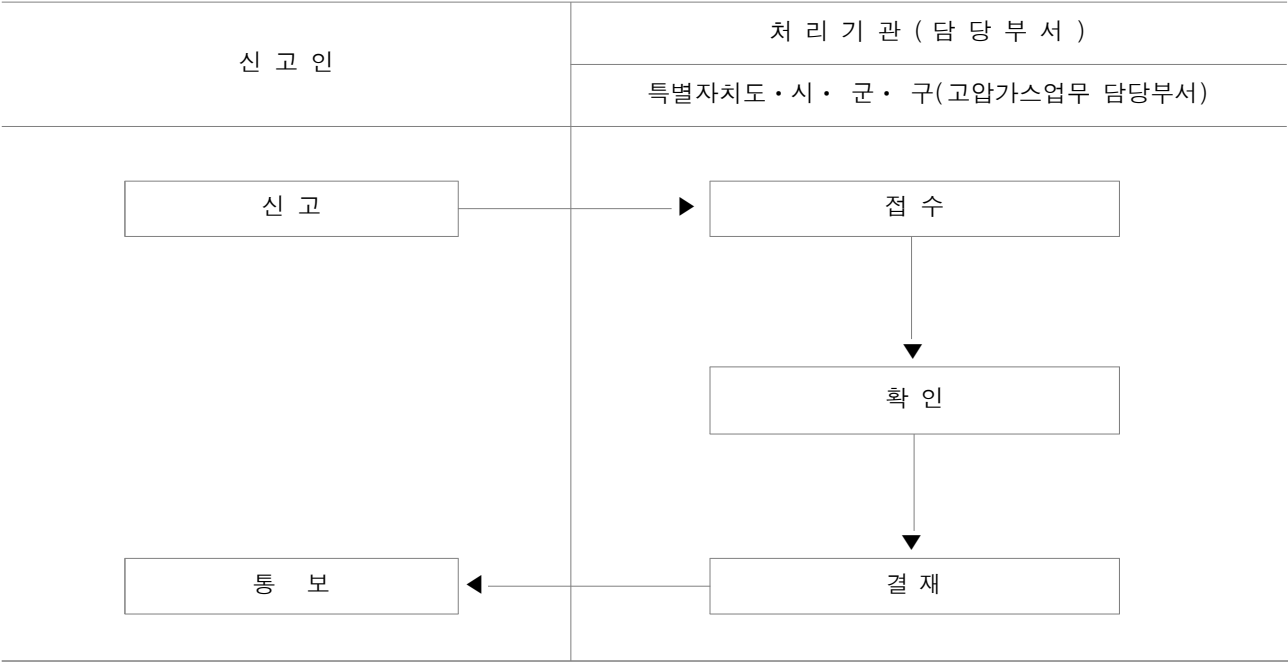 신 고 인
처 리 기 관 ( 담 당 부 서 )
특별자치도·시· 군· 구(고압가스업무 담당부서)
신 고
접 수
확 인
통 보
결 재